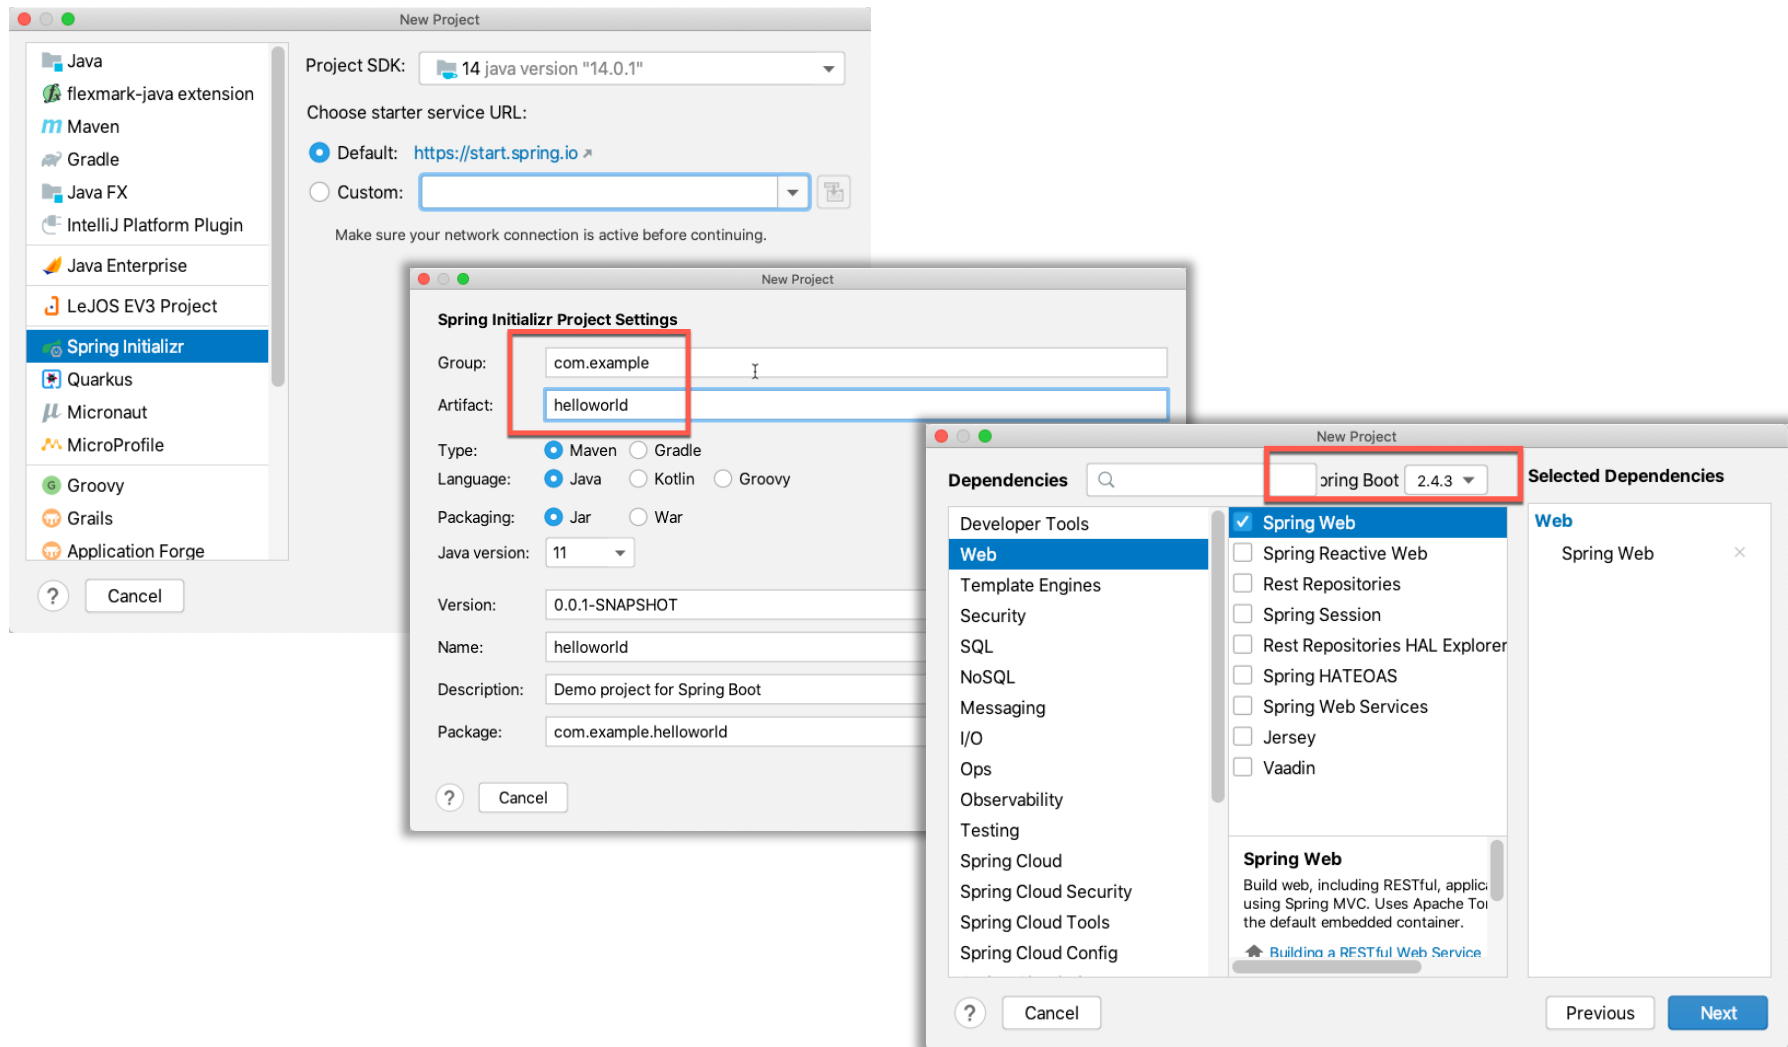 New Project
Java
flexmark-java extension
Maven
Gradle
Java FX
IntelliJ Platform Plugin
Java Enterprise
LeJOS EV3 Project
Spring Initializr
Quarkus
Micronaut
MicroProfile
Groovy
Grails
Application Forge
Project SDK: 14 java version "14.0.1"
Choose starter service URL:
Default: https://start.spring.io
Custom:
Make sure your network connection is active before continuing.
? Cancel
New Project
Spring Initializr Project Settings
Group: com.example
Artifact: helloworld
Type: Maven Gradle
Language: Java Kotlin Groovy
Packaging: Jar War
Java version: 11
Version: 0.0.1-SNAPSHOT
Name: helloworld
Description: Demo project for Spring Boot
Package: com.example.helloworld
? Cancel
New Project
Dependencies pring Boot 2.4.3
Developer Tools
Web
Template Engines
Security
SQL
NoSQL
Messaging
I/O
Ops
Observability
Testing
Spring Cloud
Spring Cloud Security
Spring Cloud Tools
Spring Cloud Config
Spring Web
Spring Reactive Web
Rest Repositories
Spring Session
Rest Repositories HAL Explorer
Spring HATEOAS
Spring Web Services
Jersey
Vaadin
Spring Web
Build web, including RESTful, applica
using Spring MVC. Uses Apache To
the default embedded container.
Building a RESTful Web Service
Selected Dependencies
Web
Spring Web
? Cancel
Previous Next